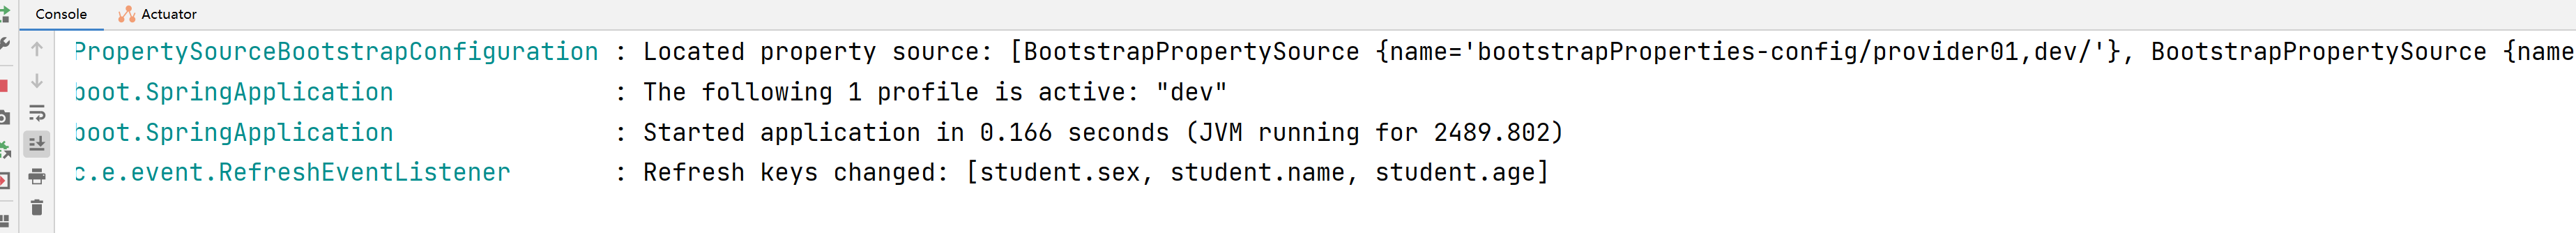 Console Actuator
PropertySourceBootstrapConfiguration : Located property source: [BootstrapPropertySource {name='bootstrapProperties-config/provider01,dev/'}, BootstrapPropertySource {name
boot.SpringApplication : The following 1 profile is active: "dev"
boot.SpringApplication : Started application in 0.166 seconds (JVM running for 2489.802)
c.e.event.RefreshEventListener : Refresh keys changed: [student.sex, student.name, student.age]